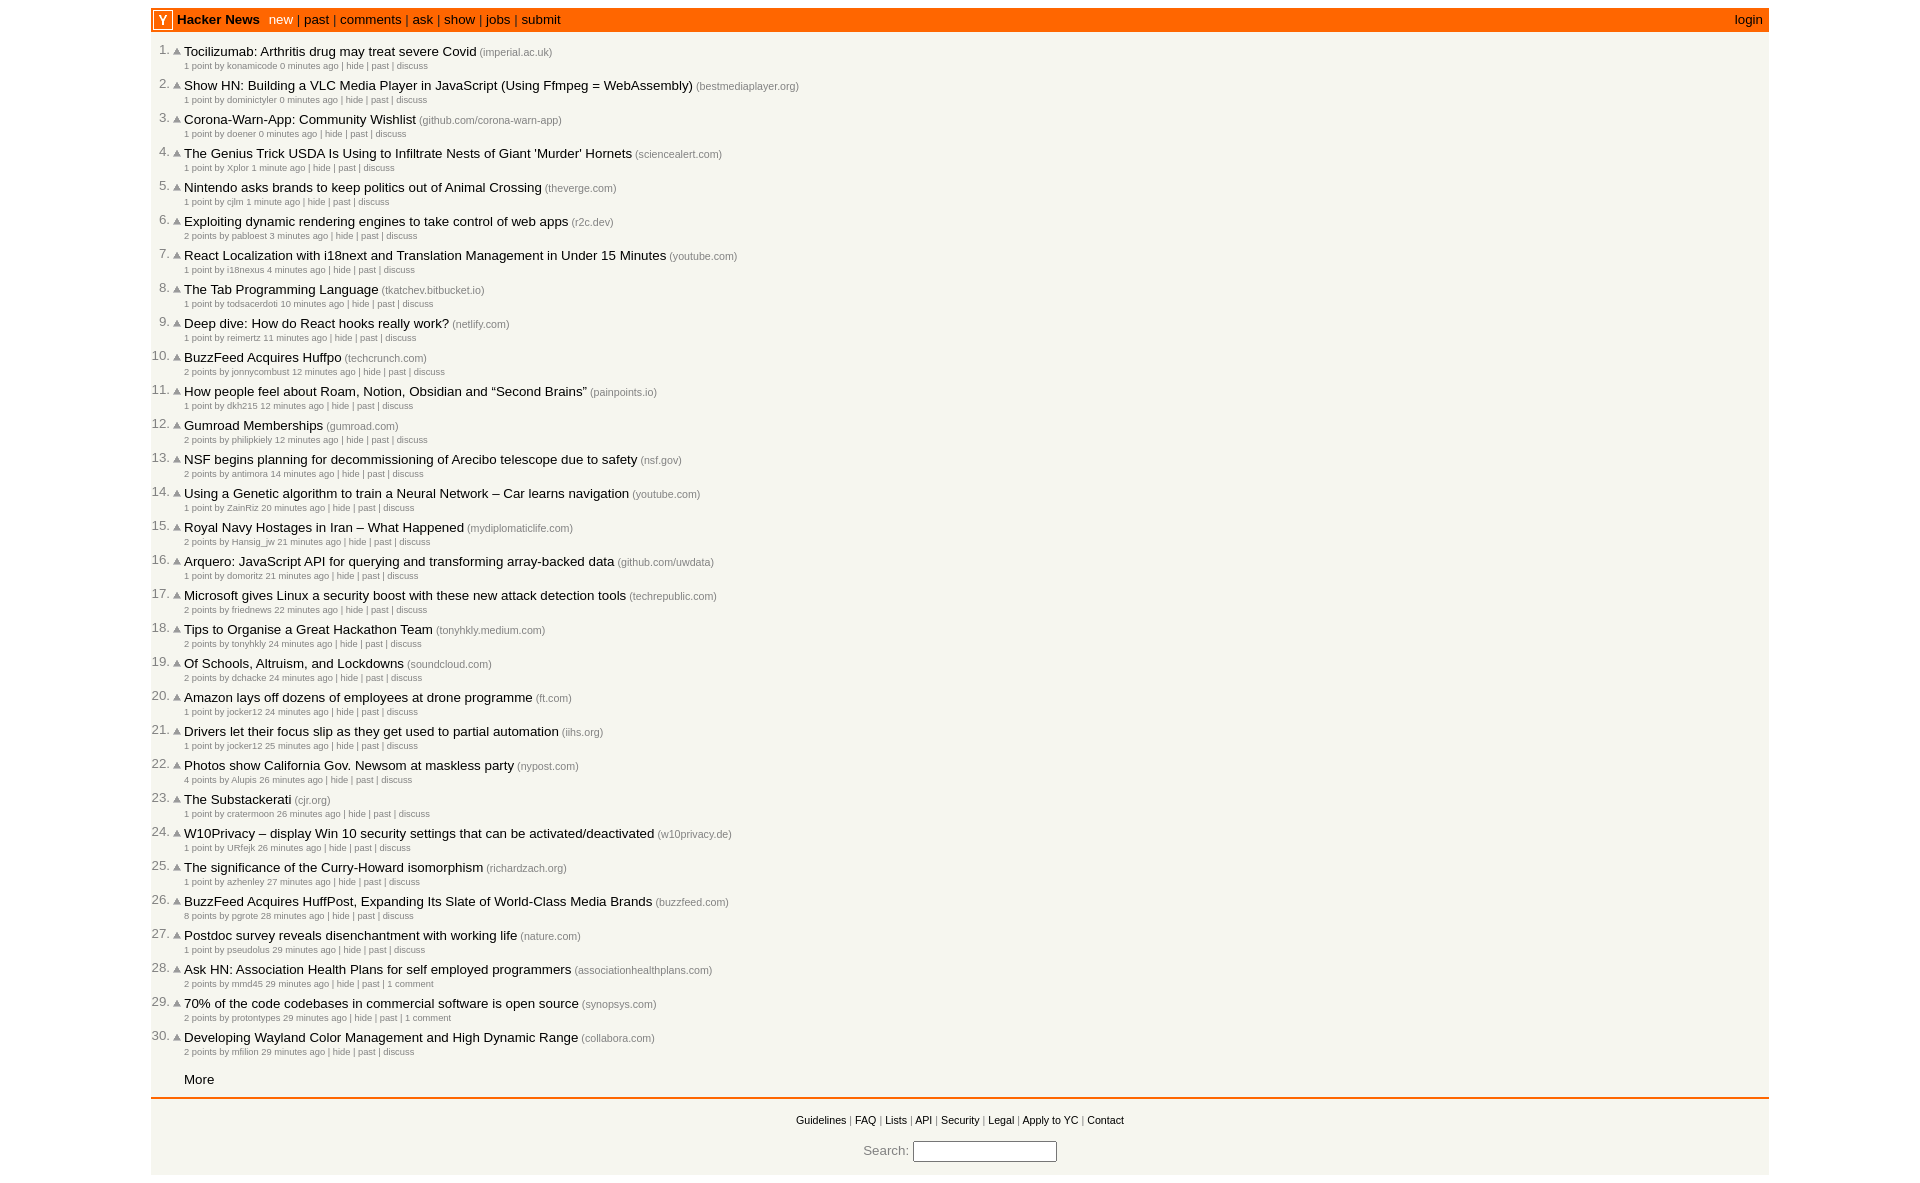 Y Hacker News new | past | comments | ask | show | jobs | submit login
1. Tocilizumab: Arthritis drug may treat severe Covid (imperial.ac.uk)
1 point by konamicode 0 minutes ago | hide | past | discuss
2. Show HN: Building a VLC Media Player in JavaScript (Using Ffmpeg = WebAssembly) (bestmediaplayer.org)
1 point by dominictyler 0 minutes ago | hide | past | discuss
3. Corona-Warn-App: Community Wishlist (github.com/corona-warn-app)
1 point by doener 0 minutes ago | hide | past | discuss
4. The Genius Trick USDA Is Using to Infiltrate Nests of Giant 'Murder' Hornets (sciencealert.com)
1 point by Xplor 1 minute ago | hide | past | discuss
5. Nintendo asks brands to keep politics out of Animal Crossing (theverge.com)
1 point by cjlm 1 minute ago | hide | past | discuss
6. Exploiting dynamic rendering engines to take control of web apps (r2c.dev)
2 points by pabloest 3 minutes ago | hide | past | discuss
7. React Localization with i18next and Translation Management in Under 15 Minutes (youtube.com)
1 point by i18nexus 4 minutes ago | hide | past | discuss
8. The Tab Programming Language (tkatchev.bitbucket.io)
1 point by todsacerdoti 10 minutes ago | hide | past | discuss
9. Deep dive: How do React hooks really work? (netlify.com)
1 point by reimertz 11 minutes ago | hide | past | discuss
10. BuzzFeed Acquires Huffpo (techcrunch.com)
2 points by jonnycombust 12 minutes ago | hide | past | discuss
11. How people feel about Roam, Notion, Obsidian and “Second Brains” (painpoints.io)
1 point by dkh215 12 minutes ago | hide | past | discuss
12. Gumroad Memberships (gumroad.com)
2 points by philipkiely 12 minutes ago | hide | past | discuss
13. NSF begins planning for decommissioning of Arecibo telescope due to safety (nsf.gov)
2 points by antimora 14 minutes ago | hide | past | discuss
14. Using a Genetic algorithm to train a Neural Network – Car learns navigation (youtube.com)
1 point by ZainRiz 20 minutes ago | hide | past | discuss
15. Royal Navy Hostages in Iran – What Happened (mydiplomaticlife.com)
2 points by Hansig_jw 21 minutes ago | hide | past | discuss
16. Arquero: JavaScript API for querying and transforming array-backed data (github.com/uwdata)
1 point by domoritz 21 minutes ago | hide | past | discuss
17. Microsoft gives Linux a security boost with these new attack detection tools (techrepublic.com)
2 points by friednews 22 minutes ago | hide | past | discuss
18. Tips to Organise a Great Hackathon Team (tonyhkly.medium.com)
2 points by tonyhkly 24 minutes ago | hide | past | discuss
19. Of Schools, Altruism, and Lockdowns (soundcloud.com)
2 points by dchacke 24 minutes ago | hide | past | discuss
20. Amazon lays off dozens of employees at drone programme (ft.com)
1 point by jocker12 24 minutes ago | hide | past | discuss
21. Drivers let their focus slip as they get used to partial automation (iihs.org)
1 point by jocker12 25 minutes ago | hide | past | discuss
22. Photos show California Gov. Newsom at maskless party (nypost.com)
4 points by Alupis 26 minutes ago | hide | past | discuss
23. The Substackerati (cjr.org)
1 point by cratermoon 26 minutes ago | hide | past | discuss
24. W10Privacy – display Win 10 security settings that can be activated/deactivated (w10privacy.de)
1 point by URfejk 26 minutes ago | hide | past | discuss
25. The significance of the Curry-Howard isomorphism (richardzach.org)
1 point by azhenley 27 minutes ago | hide | past | discuss
26. BuzzFeed Acquires HuffPost, Expanding Its Slate of World-Class Media Brands (buzzfeed.com)
8 points by pgrote 28 minutes ago | hide | past | discuss
27. Postdoc survey reveals disenchantment with working life (nature.com)
1 point by pseudolus 29 minutes ago | hide | past | discuss
28. Ask HN: Association Health Plans for self employed programmers (associationhealthplans.com)
2 points by mmd45 29 minutes ago | hide | past | 1 comment
29. 70% of the code codebases in commercial software is open source (synopsys.com)
2 points by protontypes 29 minutes ago | hide | past | 1 comment
30. Developing Wayland Color Management and High Dynamic Range (collabora.com)
2 points by mfilion 29 minutes ago | hide | past | discuss
More
Guidelines | FAQ | Lists | API | Security | Legal | Apply to YC | Contact
Search: